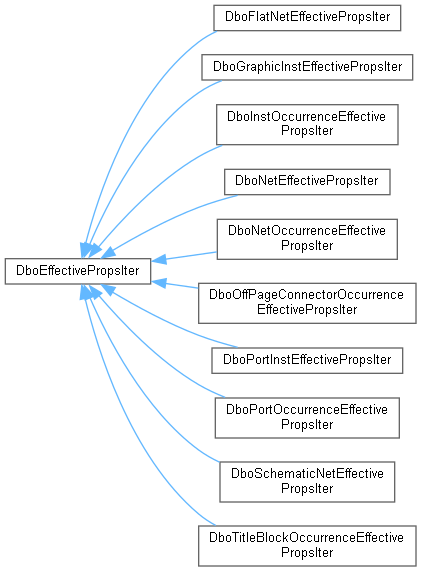 DboFlatNetEffectivePropsIter
DboGraphicInstEffectivePropsIter
DboInstOccurrenceEffective
PropsIter
DboNetEffectivePropsIter
DboNetOccurrenceEffective
PropsIter
DboEffectivePropsIter
DboOffPageConnectorOccurrence
EffectivePropsIter
DboPortInstEffectivePropsIter
DboPortOccurrenceEffective
PropsIter
DboSchematicNetEffective
PropsIter
DboTitleBlockOccurrenceEffective
PropsIter